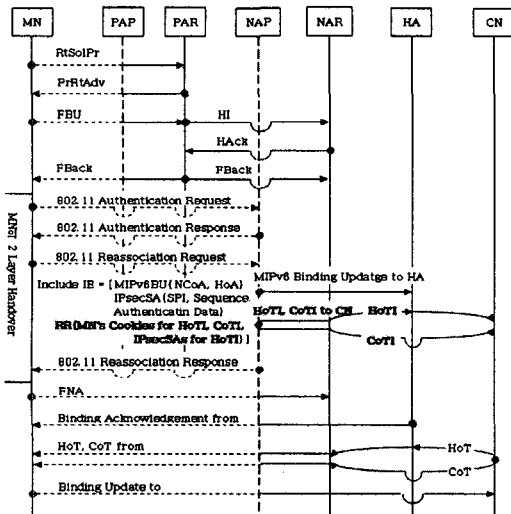 MN PAP PAR NAP NAR HA CN
RtSolPr
PrRtAdv
FBU HI
HAck
FBack FBack
802.11 Authentication Request
802.11 Authentication Response
802.11 Reassociation Request
MIPv6 Binding Updatge to HA
Include IE = [MIPv6BU{NCoA, HoA}
IPsecSA{SPI, Sequence
Authenticatin Data}
HoTI, CoTI to CN HoTI
RR{MN's Cookies for HoTI, CoTI,
IPsecSAs for HoTI} ]
CoTI
802.11 Reassociation Response
FNA
Binding Acknowledgement from
HoT, CoT from HoT
CoT
Binding Update to
2 Layer Handover